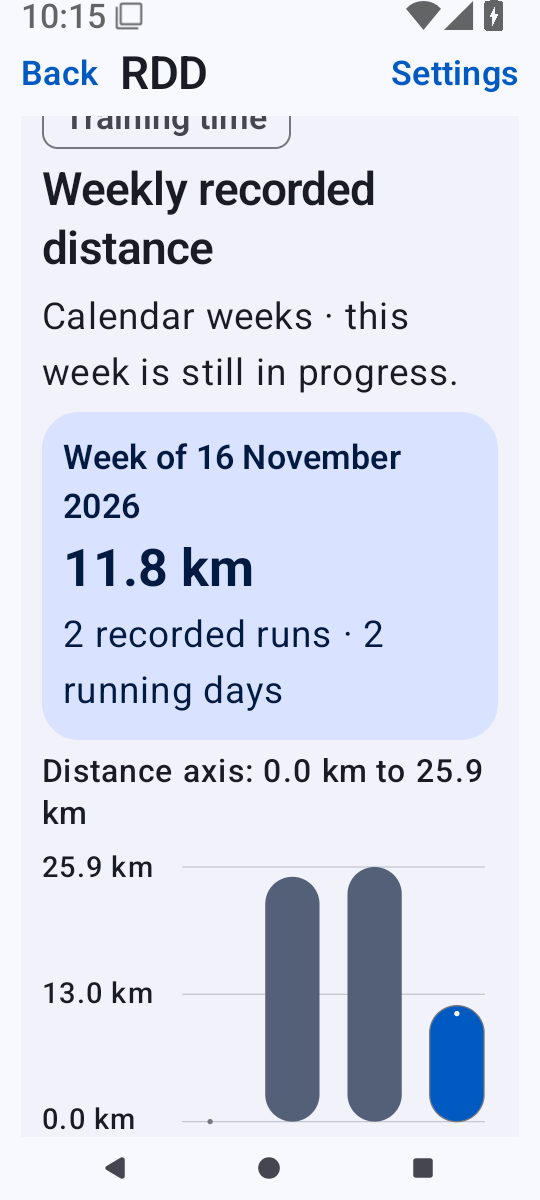 10:15
Back RDD Settings
Training time
Weekly recorded
distance
Calendar weeks · this
week is still in progress.
Week of 16 November
2026
11.8 km
2 recorded runs · 2
running days
Distance axis: 0.0 km to 25.9
km
25.9 km
13.0 km
0.0 km